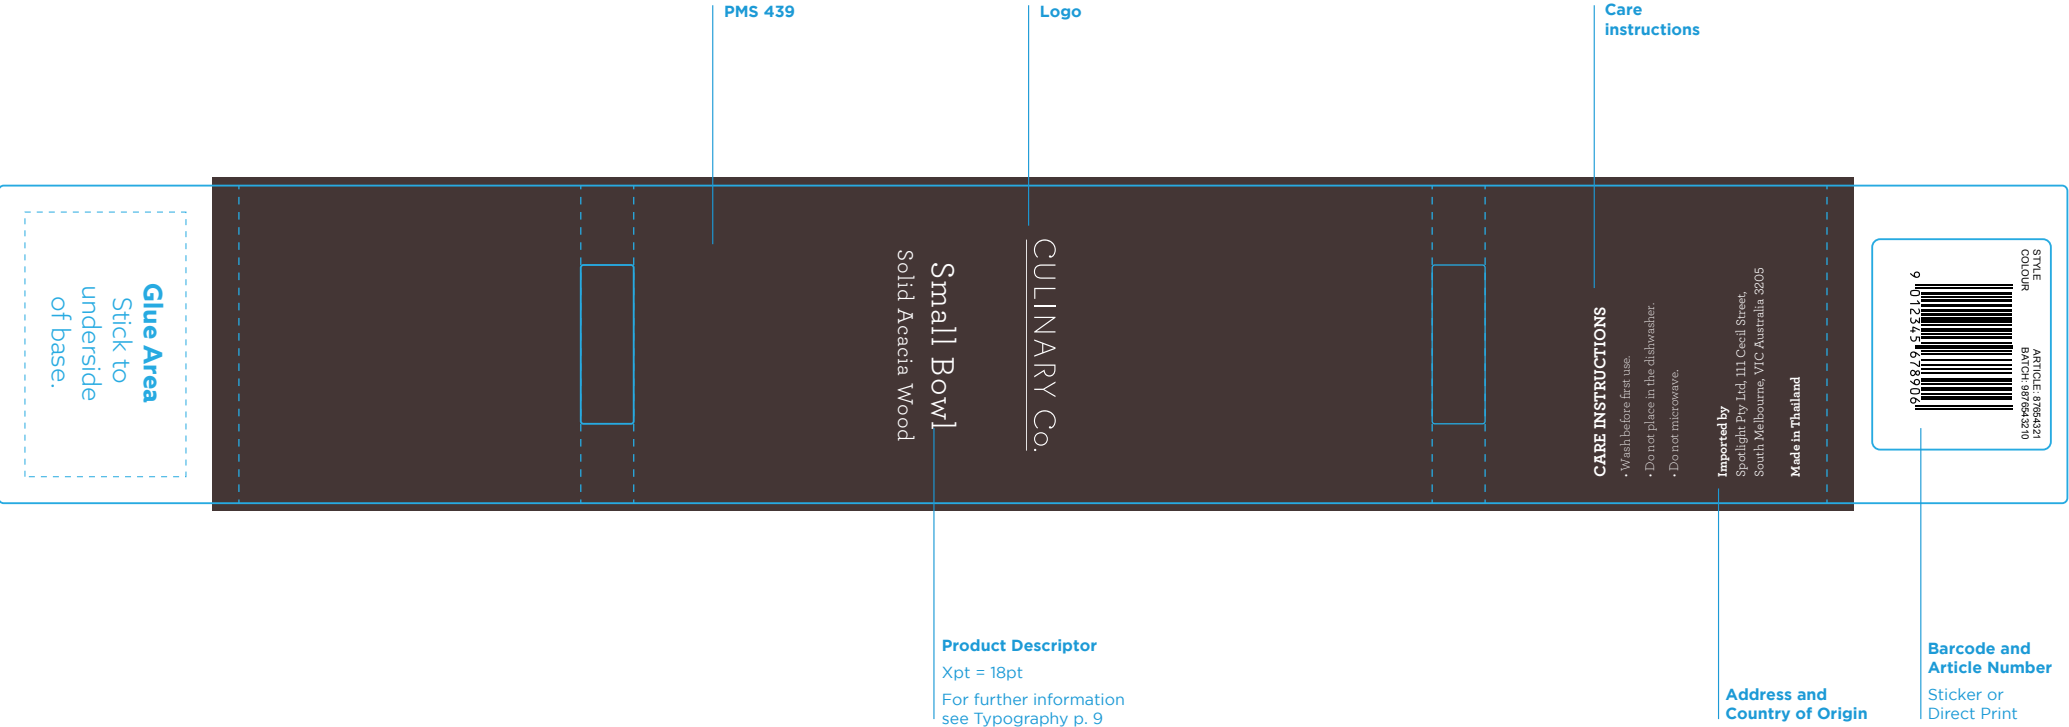 PMS 439
Logo
Care
instructions
Glue Area
Stick to
underside
of base.
CULINARY Co.
Small Bowl
Solid Acacia Wood
CARE INSTRUCTIONS
· Wash before first use.
· Do not place in the dishwasher.
· Do not microwave.
Imported by
Spotlight Pty Ltd, 111 Cecil Street,
South Melbourne, VIC Australia 3205
Made in Thailand
STYLE
COLOUR
ARTICLE: 87654321
BATCH: 9876543210
9 012345 678906
Product Descriptor
Xpt = 18pt
For further information
see Typography p. 9
Address and
Country of Origin
Barcode and
Article Number
Sticker or
Direct Print